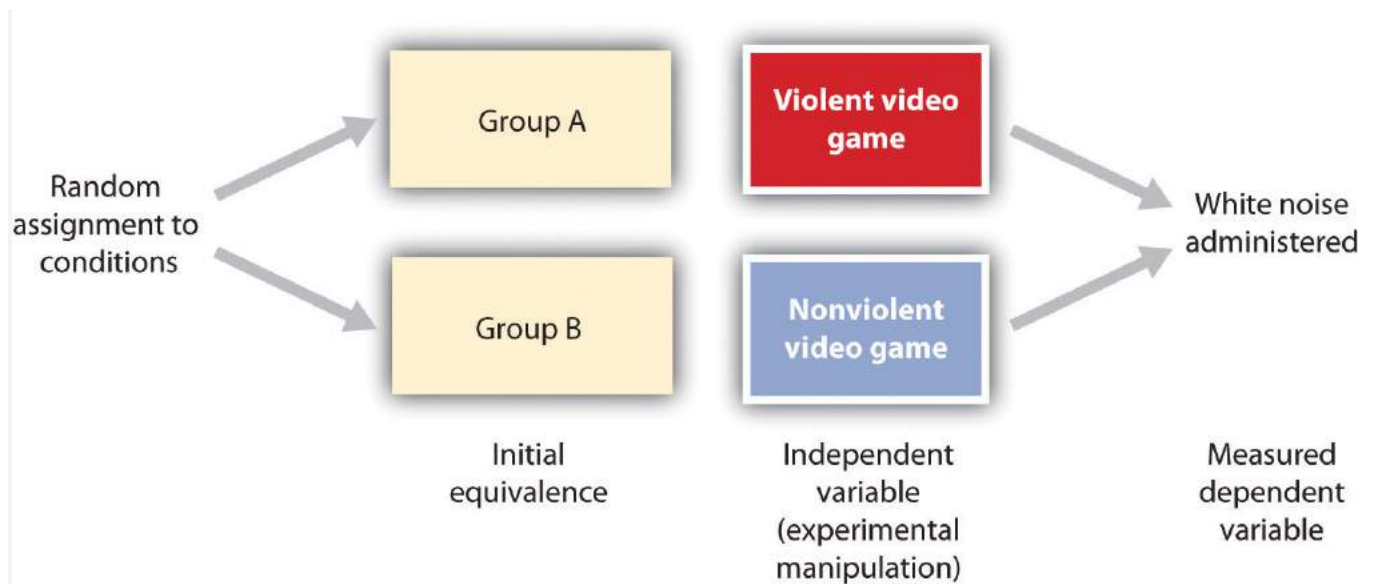 Random
assignment to
conditions
Group A
Group B
Initial
equivalence
Violent video
game
Nonviolent
video game
Independent
variable
(experimental
manipulation)
White noise
administered
Measured
dependent
variable